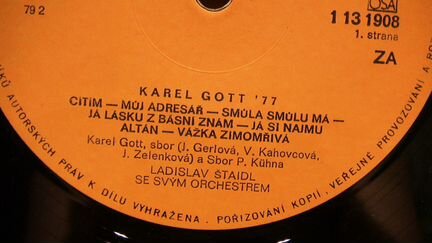 79 2
OSA
1 13 1908
1. strana
ZA
KAREL GOTT '77
CÍTÍM — MŮJ ADRESÁŘ — SMŮLA SMŮLU MÁ —
JÁ LÁSKU Z BÁSNÍ ZNÁM — JÁ SI NAJMU
ALTÁN — VÁŽKA ZIMOMŘIVÁ
Karel Gott, sbor (J. Gerlová, V. Kahovcová,
J. Zelenková) a Sbor P. Kühna
LADISLAV ŠTAIDL
SE SVÝM ORCHESTREM
AUTORSKÝCH PRÁV K DÍLU VYHRAŽENA. POŘIZOVÁNÍ KOPIÍ, VEŘEJNÉ PROVOZOVÁNÍ A